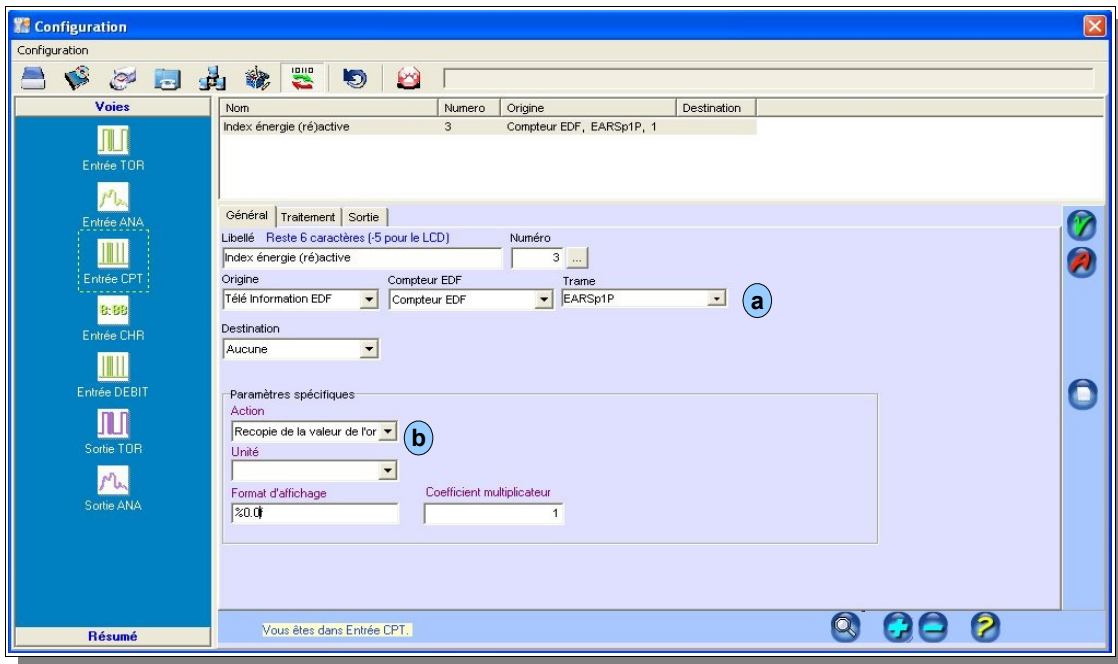 Configuration
Configuration
Voies
Entrée TOR
Entrée ANA
Entrée CPT
8:88
Entrée CHR
Entrée DEBIT
Sortie TOR
Sortie ANA
Résumé
Nom Numero Origine Destination
Index énergie (ré)active 3 Compteur EDF, EARSp1P, 1
Général Traitement Sortie
Libellé Reste 6 caractères (-5 pour le LCD) Numéro
Index énergie (ré)active 3 ...
Origine Compteur EDF Trame
Télé Information EDF Compteur EDF EARSp1P a
Destination
Aucune
Paramètres spécifiques
Action
Recopie de la valeur de l'or b
Unité
Format d'affichage Coefficient multiplicateur
%0.0f 1
Vous êtes dans Entrée CPT.